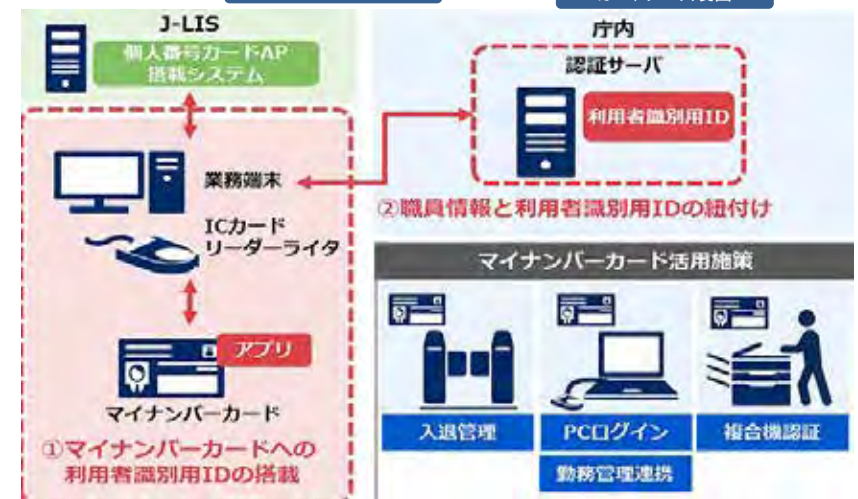 J-LIS
個人番号カードAP
搭載システム
業務端末
ICカード
リーダーライタ
アプリ
マイナンバーカード
①マイナンバーカードへの
利用者識別用IDの搭載
庁内
認証サーバ
利用者識別用ID
②職員情報と利用者識別用IDの紐付け
マイナンバーカード活用施策
入退管理
PCログイン
複合機認証
勤務管理連携